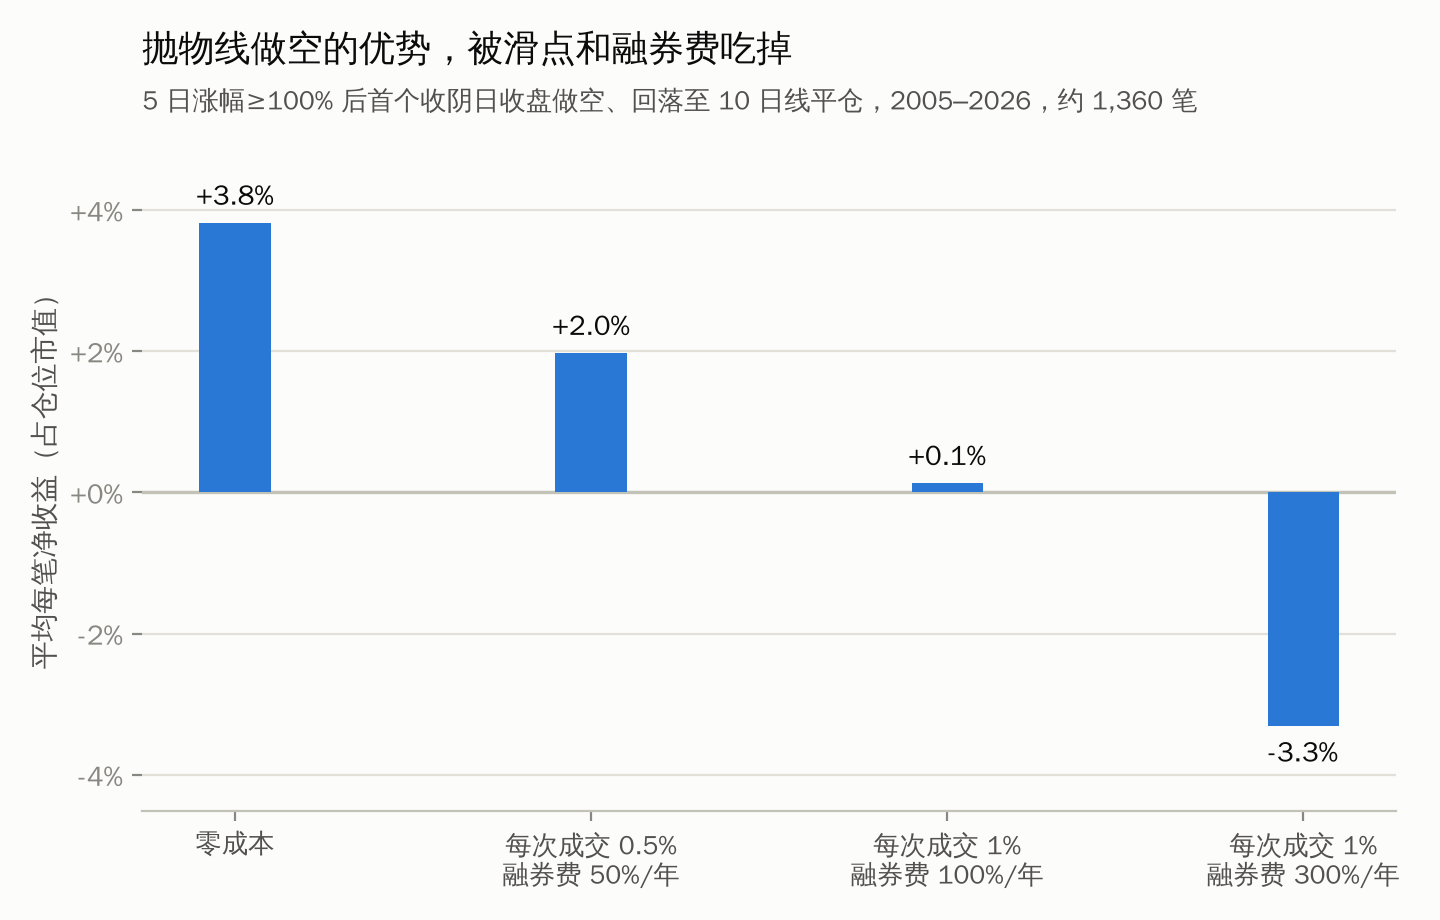 抛物线做空的优势，被滑点和融券费吃掉
5 日涨幅≥100% 后首个收阴日收盘做空、回落至 10 日线平仓，2005–2026，约 1,360 笔
平均每笔净收益（占仓位市值）
+4%
+2%
+0%
-2%
-4%
+3.8%
+2.0%
+0.1%
-3.3%
零成本
每次成交 0.5%
融券费 50%/年
每次成交 1%
融券费 100%/年
每次成交 1%
融券费 300%/年